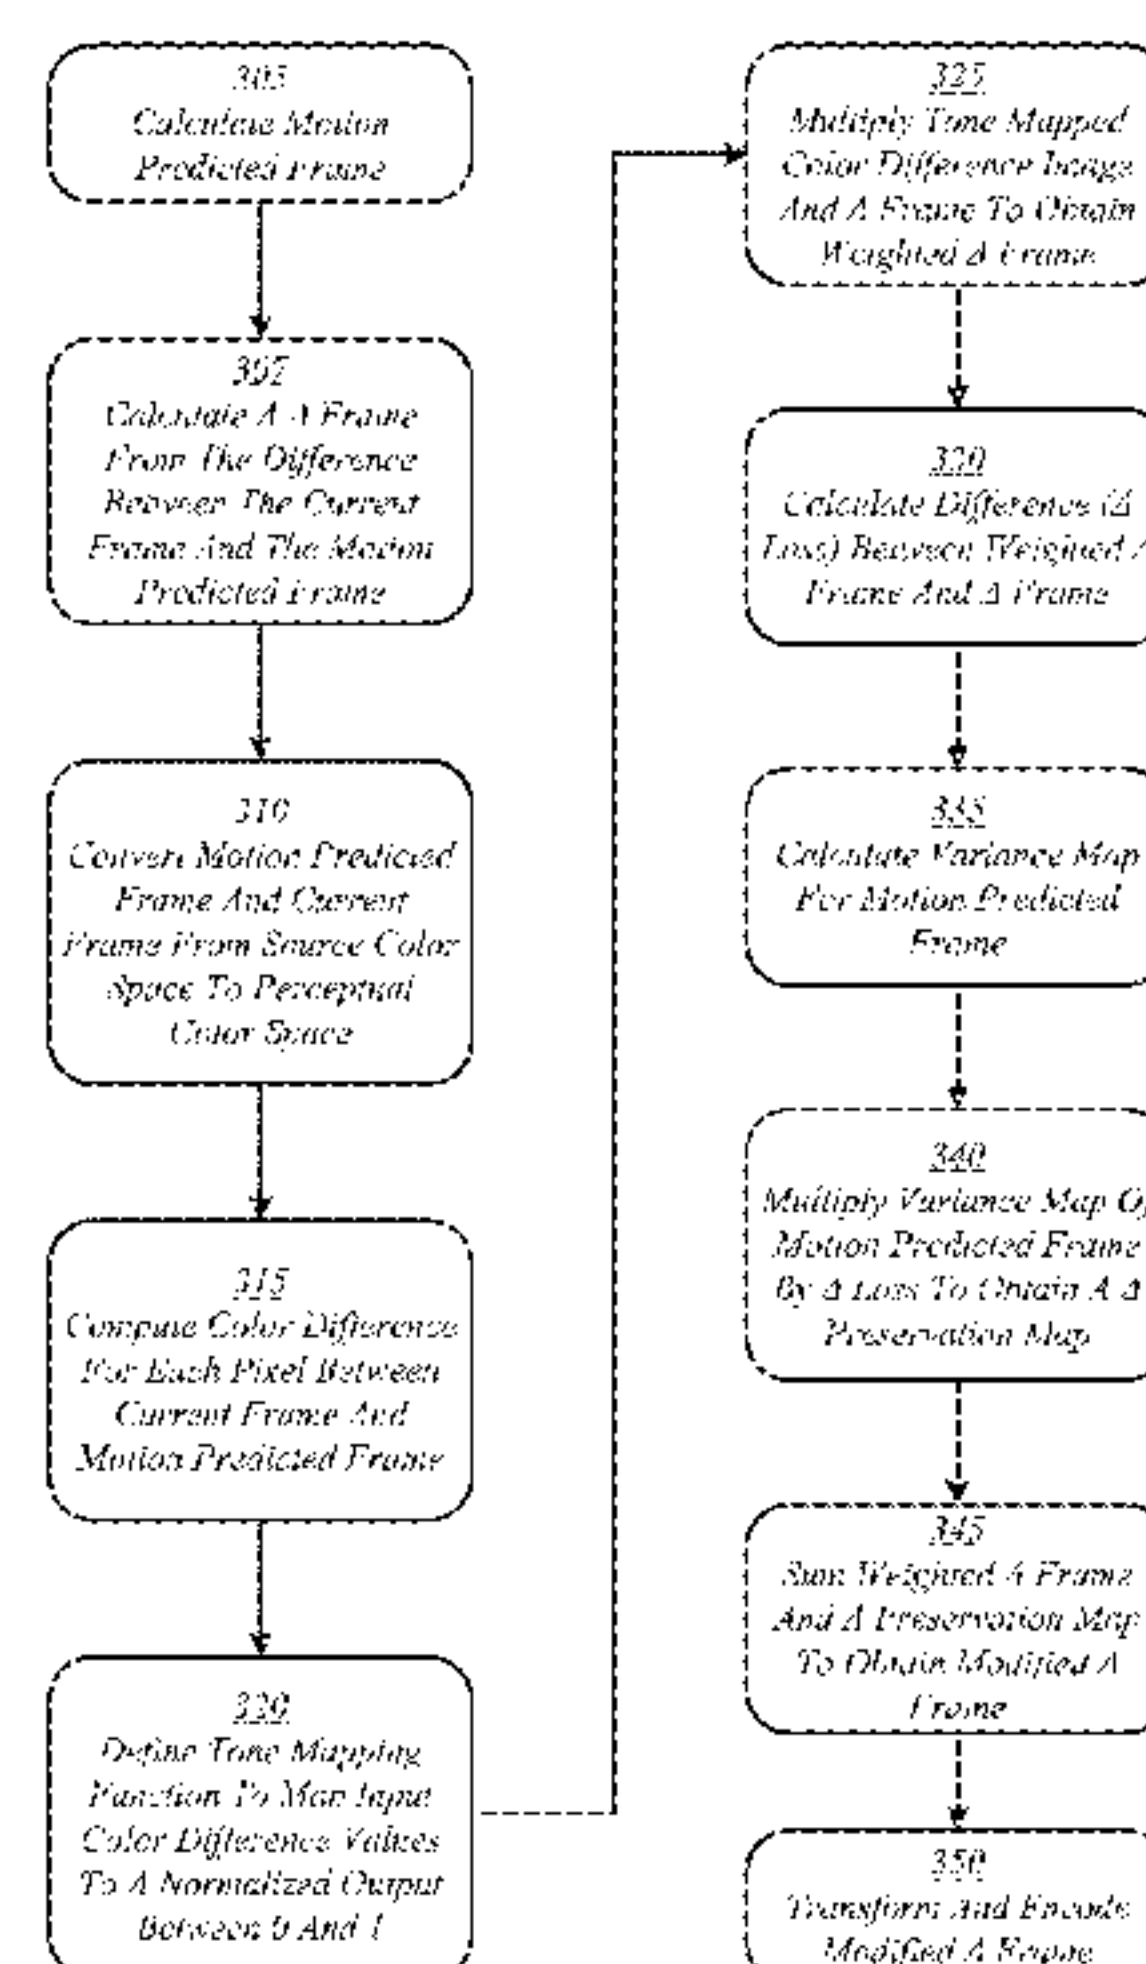 305
Calculate Motion
Predicted Frame
307
Calculate A Δ Frame
From The Difference
Between The Current
Frame And The Motion
Predicted Frame
310
Convert Motion Predicted
Frame And Current
Frame From Source Color
Space To Perceptual
Color Space
315
Compute Color Difference
For Each Pixel Between
Current Frame And
Motion Predicted Frame
320
Define Tone Mapping
Function To Map Input
Color Difference Values
To A Normalized Output
Between 0 And 1
325
Multiply Tone Mapped
Color Difference Image
And Δ Frame To Obtain
Weighted Δ Frame
330
Calculate Difference (Δ
Loss) Between Weighted Δ
Frame And Δ Frame
335
Calculate Variance Map
For Motion Predicted
Frame
340
Multiply Variance Map Of
Motion Predicted Frame
By Δ Loss To Obtain A Δ
Preservation Map
345
Sum Weighted Δ Frame
And Δ Preservation Map
To Obtain Modified Δ
Frame
350
Transform And Encode
Modified Δ Frame